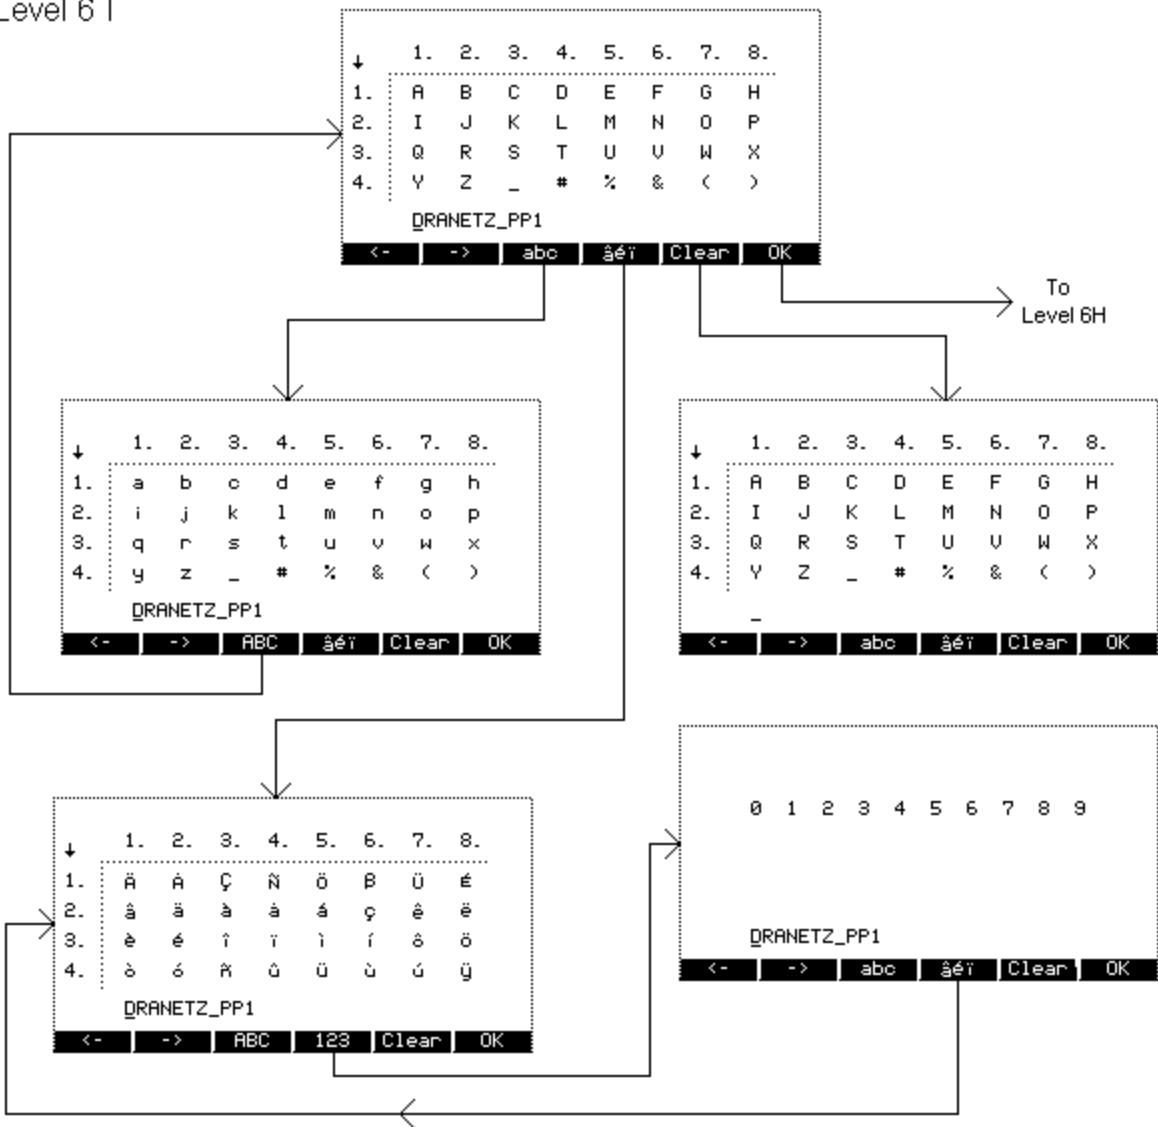 Level 6 I
1. 2. 3. 4. 5. 6. 7. 8.
1. A B C D E F G H
2. I J K L M N O P
3. Q R S T U V W X
4. Y Z _ # % & ( )
DRANETZ_PP1
<- -> abc âéï Clear OK
To
Level 6H
1. 2. 3. 4. 5. 6. 7. 8.
1. a b c d e f g h
2. i j k l m n o p
3. q r s t u v w x
4. y z _ # % & ( )
DRANETZ_PP1
<- -> ABC âéï Clear OK
1. 2. 3. 4. 5. 6. 7. 8.
1. A B C D E F G H
2. I J K L M N O P
3. Q R S T U V W X
4. Y Z _ # % & ( )
_
<- -> abc âéï Clear OK
1. 2. 3. 4. 5. 6. 7. 8.
1. Ä Å Ç Ñ Ö β Ü É
2. â ä à å á ç ê ë
3. è é î ï ì í ô ö
4. ò ó ñ û ü ù ú ÿ
DRANETZ_PP1
<- -> ABC 123 Clear OK
0 1 2 3 4 5 6 7 8 9
DRANETZ_PP1
<- -> abc âéï Clear OK